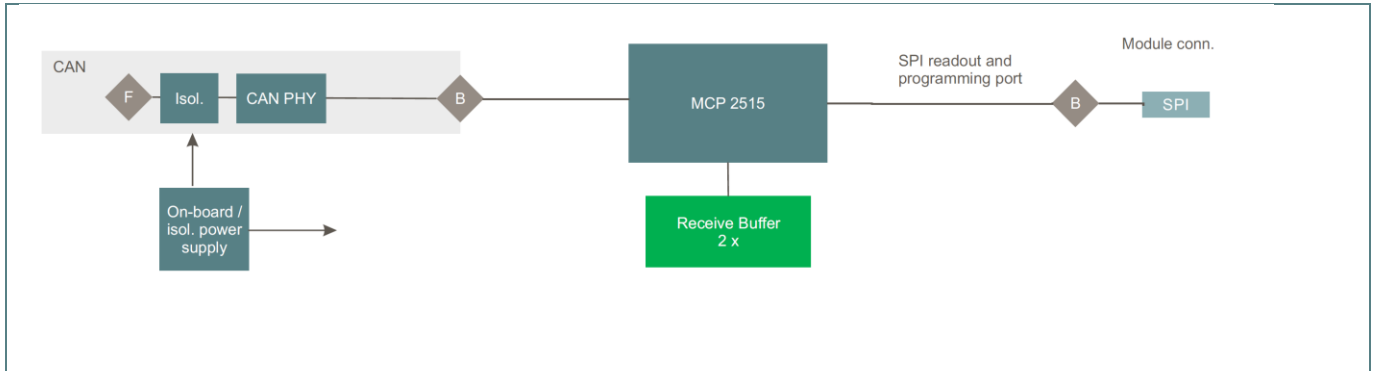 CAN
F
Isol.
CAN PHY
B
MCP 2515
SPI readout and
programming port
B
Module conn.
SPI
On-board /
isol. power
supply
Receive Buffer
2 x